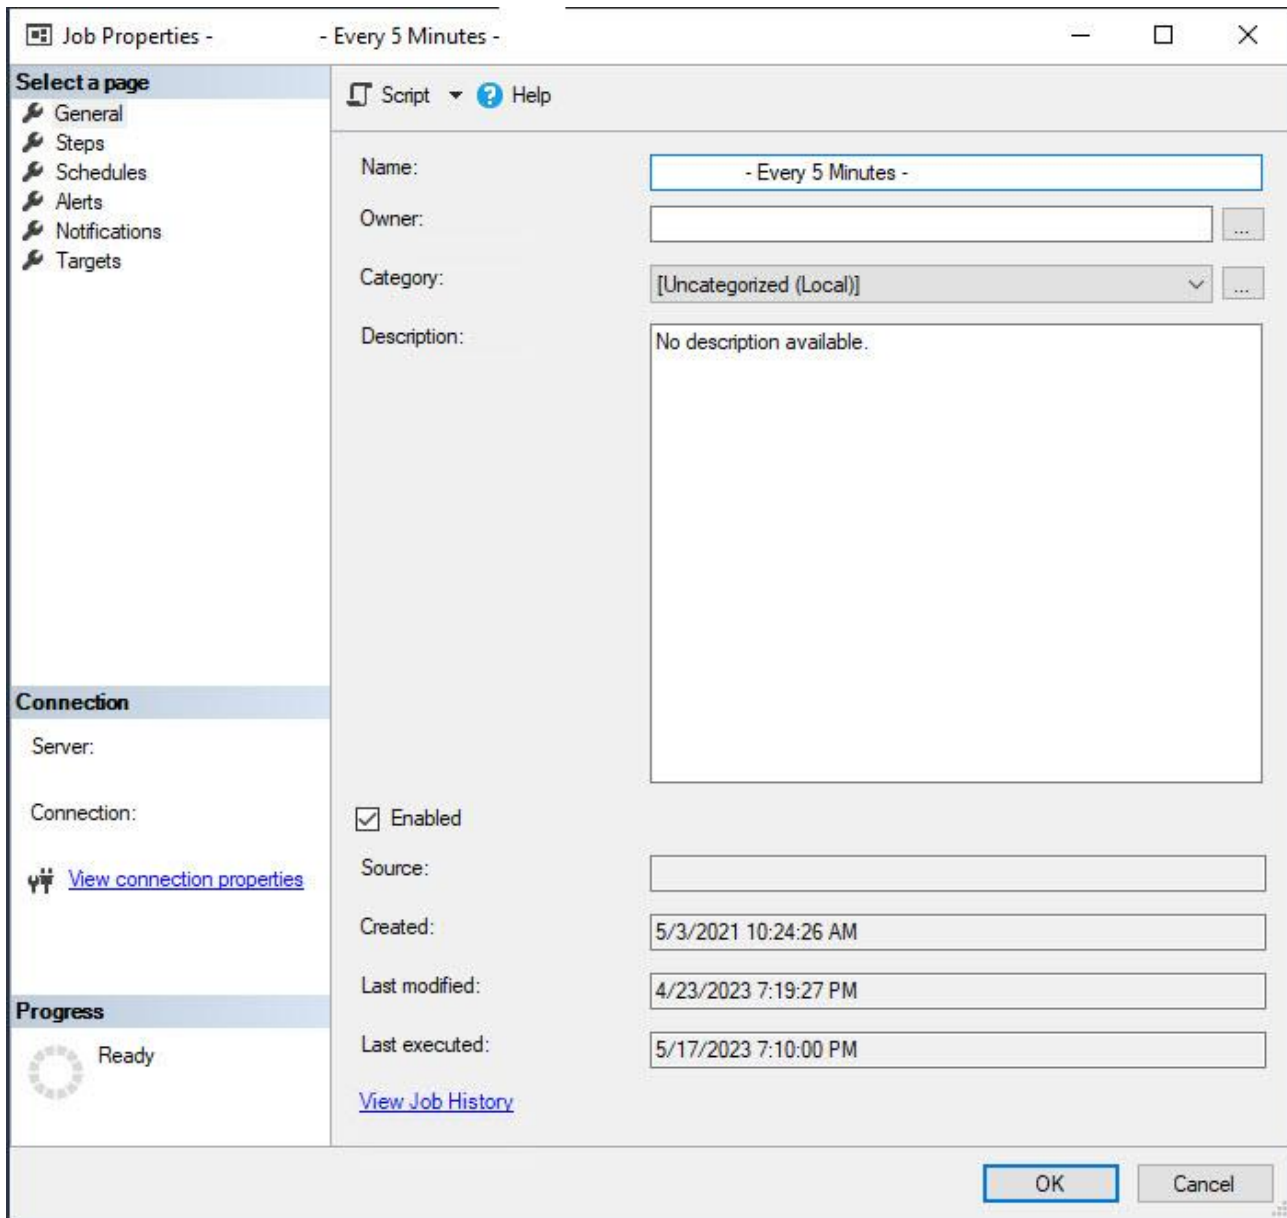 Job Properties - - Every 5 Minutes -
Select a page
General
Steps
Schedules
Alerts
Notifications
Targets
Script Help
Name: - Every 5 Minutes -
Owner: ...
Category: [Uncategorized (Local)] ...
Description: No description available.
Connection
Server:
Connection:
View connection properties
Progress
Ready
Enabled
Source:
Created: 5/3/2021 10:24:26 AM
Last modified: 4/23/2023 7:19:27 PM
Last executed: 5/17/2023 7:10:00 PM
View Job History
OK Cancel